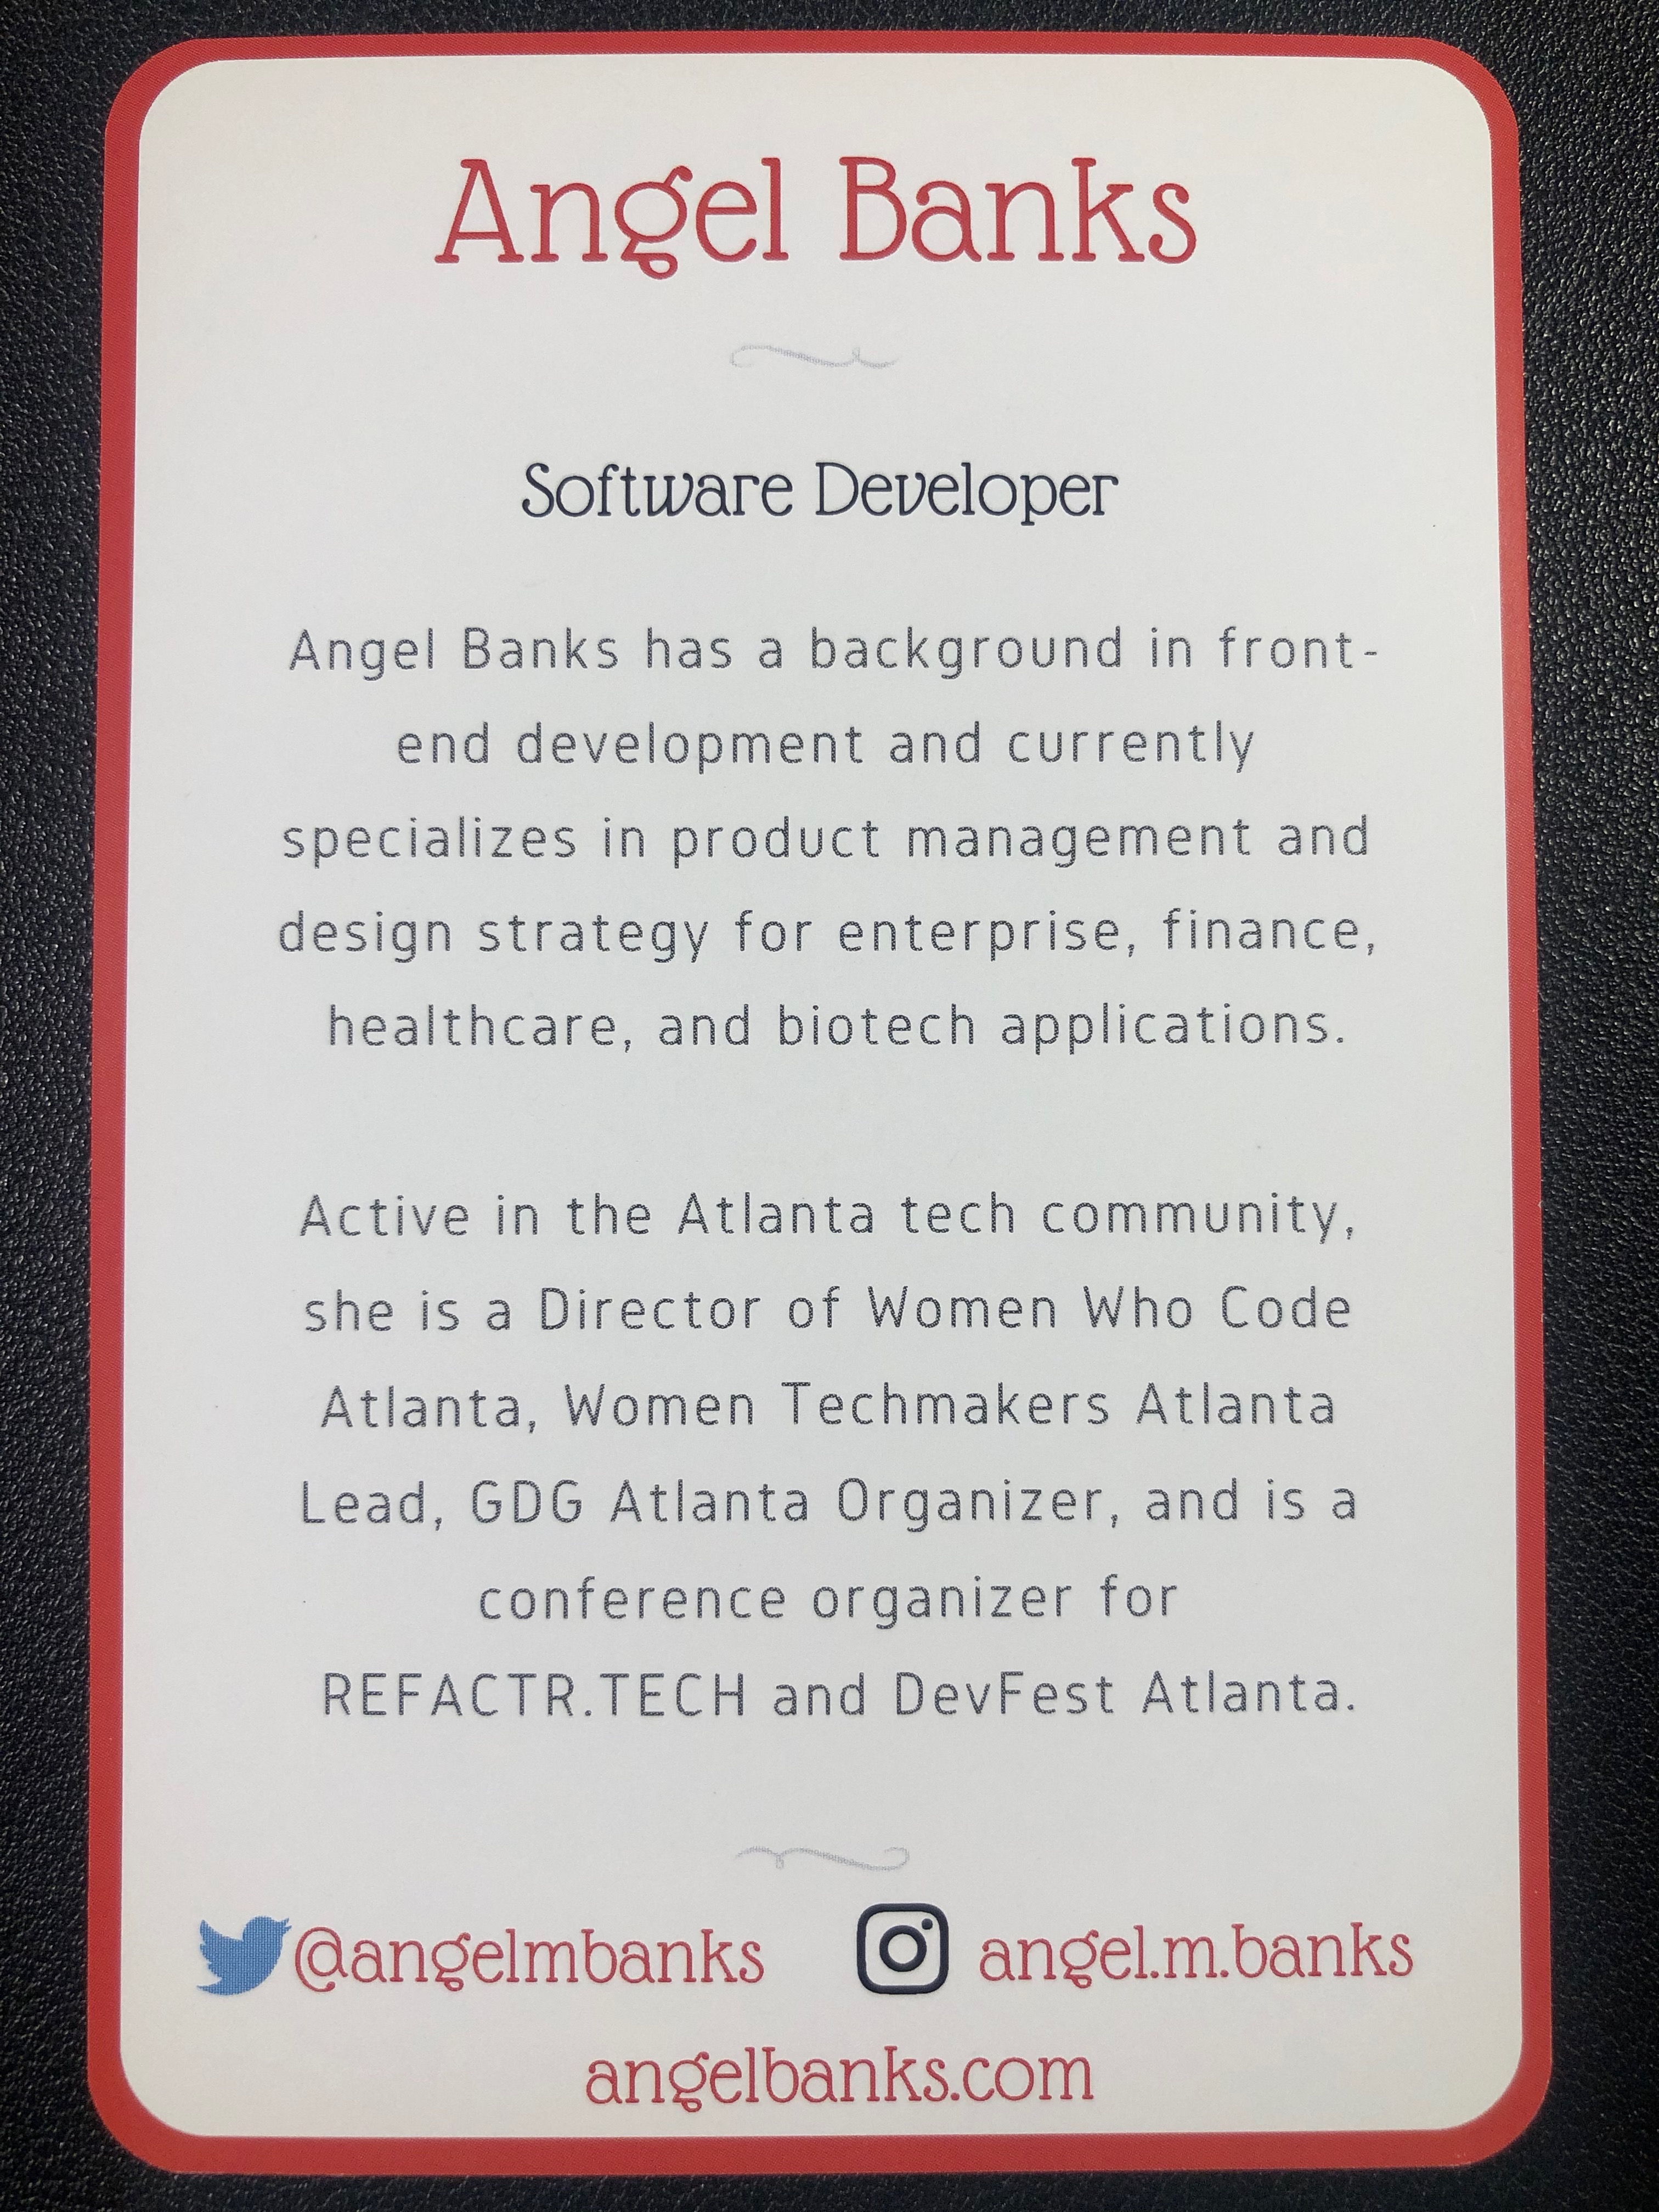 Angel Banks
Software Developer
Angel Banks has a background in front-
end development and currently
specializes in product management and
design strategy for enterprise, finance,
healthcare, and biotech applications.
Active in the Atlanta tech community,
she is a Director of Women Who Code
Atlanta, Women Techmakers Atlanta
Lead, GDG Atlanta Organizer, and is a
conference organizer for
REFACTR.TECH and DevFest Atlanta.
@angelmbanks angel.m.banks
angelbanks.com